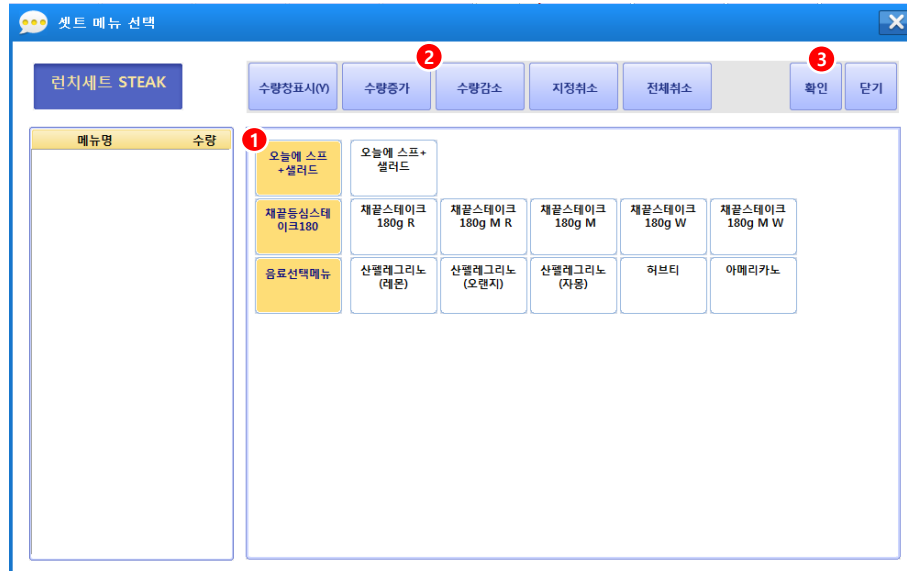 셋트 메뉴 선택
런치세트 STEAK
2
3
수량창표시(Y)
수량증가
수량감소
지정취소
전체취소
확인
닫기
메뉴명 수량
1
오늘에 스프
+샐러드
오늘에 스프+
샐러드
채끝등심스테
이크180
채끝스테이크
180g R
채끝스테이크
180g M R
채끝스테이크
180g M
채끝스테이크
180g W
채끝스테이크
180g M W
음료선택메뉴
산펠레그리노
(레몬)
산펠레그리노
(오랜지)
산펠레그리노
(자몽)
허브티
아메리카노